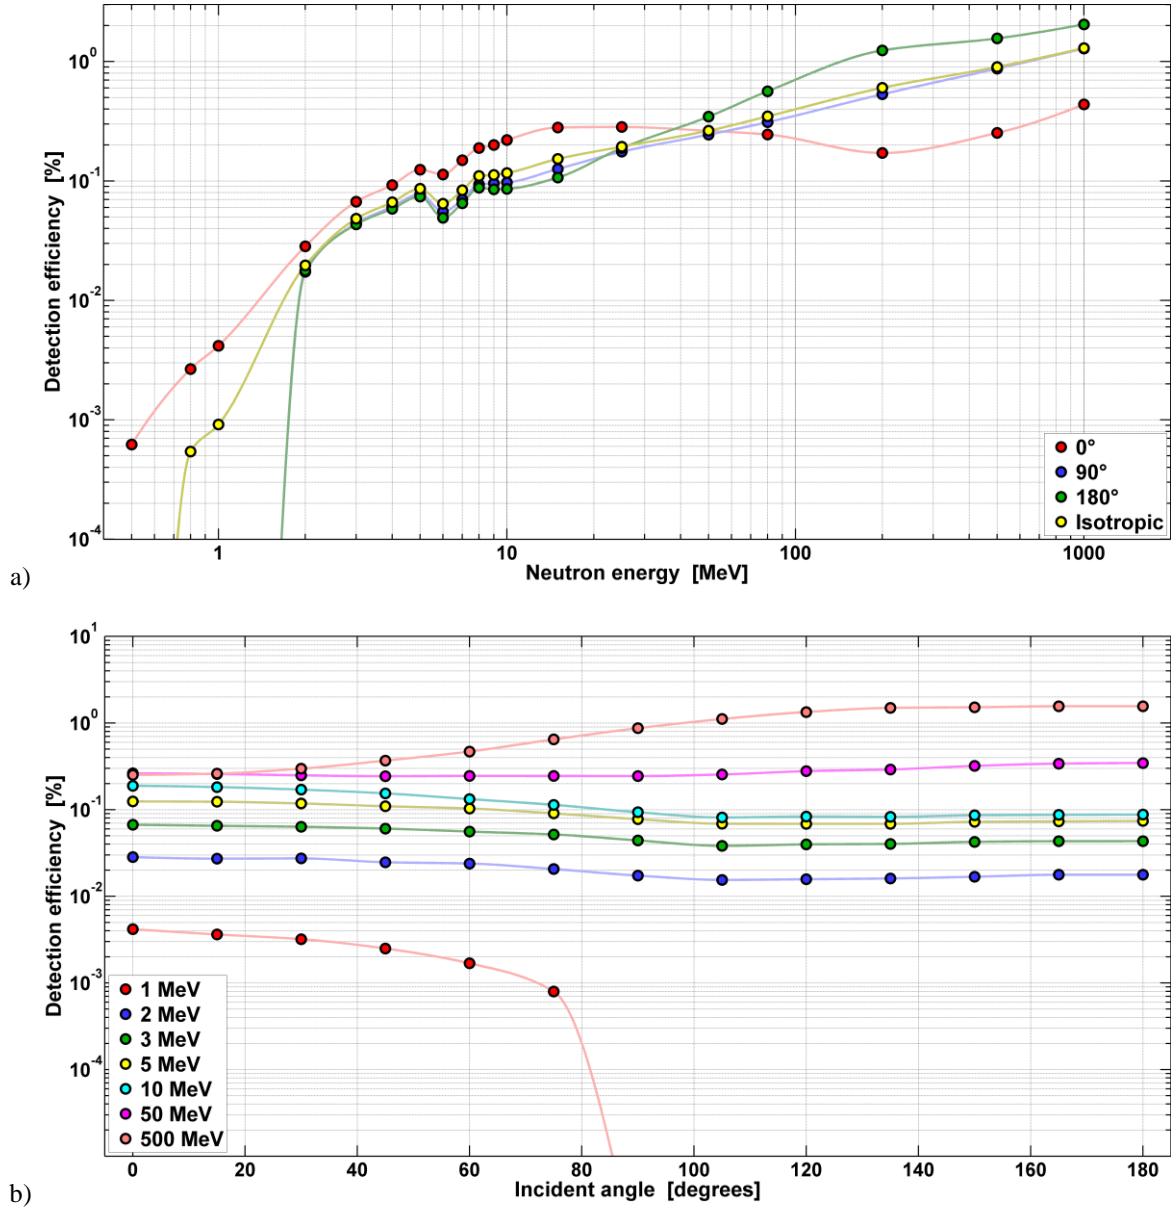 Detection efficiency [%]
10^0
10^-1
10^-2
10^-3
10^-4
0°
90°
180°
Isotropic
1 10 100 1000
Neutron energy [MeV]
a)
Detection efficiency [%]
10^1
10^0
10^-1
10^-2
10^-3
10^-4
1 MeV
2 MeV
3 MeV
5 MeV
10 MeV
50 MeV
500 MeV
0 20 40 60 80 100 120 140 160 180
Incident angle [degrees]
b)